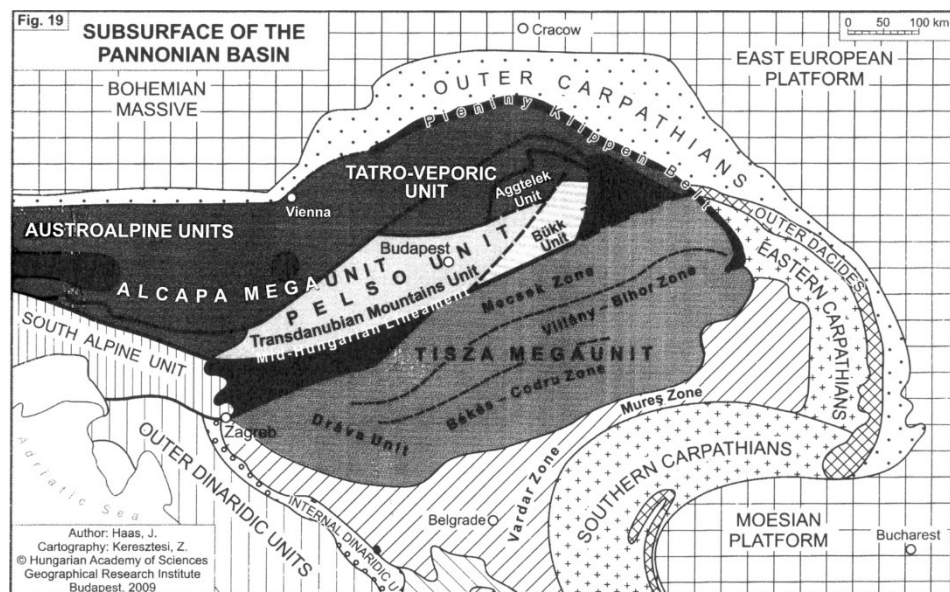 Fig. 19
SUBSURFACE OF THE
PANNONIAN BASIN
BOHEMIAN
MASSIVE
Cracow
0 50 100 km
EAST EUROPEAN
PLATFORM
OUTER CARPATHIANS
Pieniny Klippen Belt
TATRO-VEPORIC
UNIT
Aggtelek
Unit
Vienna
AUSTROALPINE UNITS
Budapest
Bükk
Unit
OUTER DACIDES
EASTERN CARPATHIANS
ALCAPA MEGAUNIT
PELSO UNIT
Transdanubian Mountains Unit
Mid-Hungarian Lineament
Mecsek Zone
Villány – Bihor Zone
SOUTH ALPINE UNIT
TISZA MEGAUNIT
Békés – Codru Zone
Mureş Zone
Dráva Unit
Zagreb
Adriatic Sea
OUTER DINARIDIC UNITS
INTERNAL DINARIDIC U.
Belgrade
Vardar zone
SOUTHERN CARPATHIANS
MOESIAN
PLATFORM
Bucharest
Author: Haas, J.
Cartography: Keresztesi, Z.
© Hungarian Academy of Sciences
Geographical Research Institute
Budapest, 2009